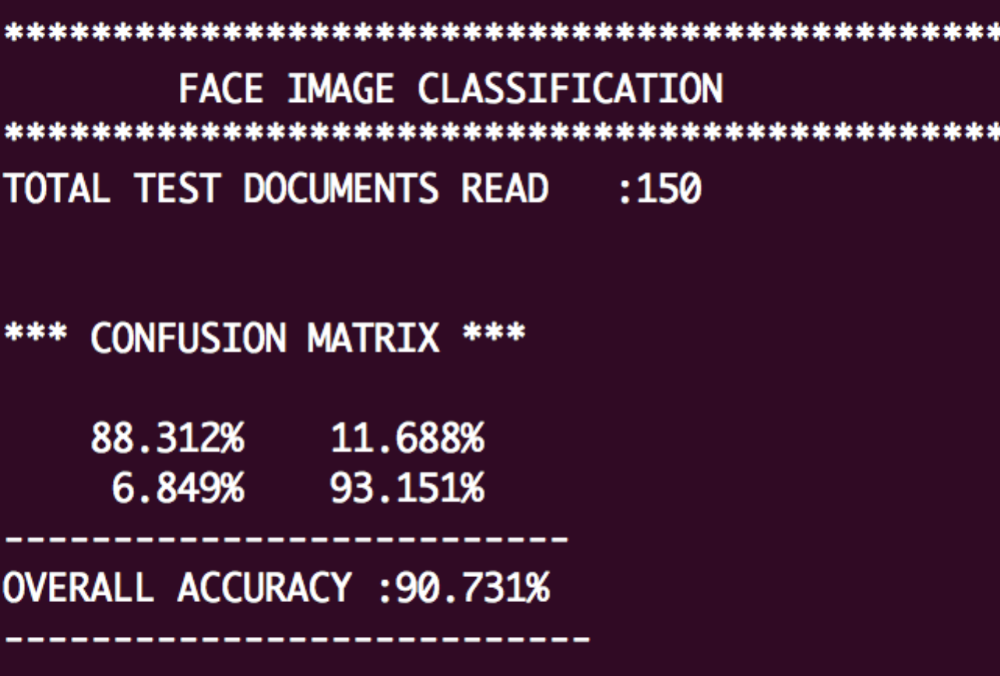 **********************************************
FACE IMAGE CLASSIFICATION
**********************************************
TOTAL TEST DOCUMENTS READ   :150
*** CONFUSION MATRIX ***
88.312%    11.688%
6.849%    93.151%
--------------------------
OVERALL ACCURACY :90.731%
---------------------------